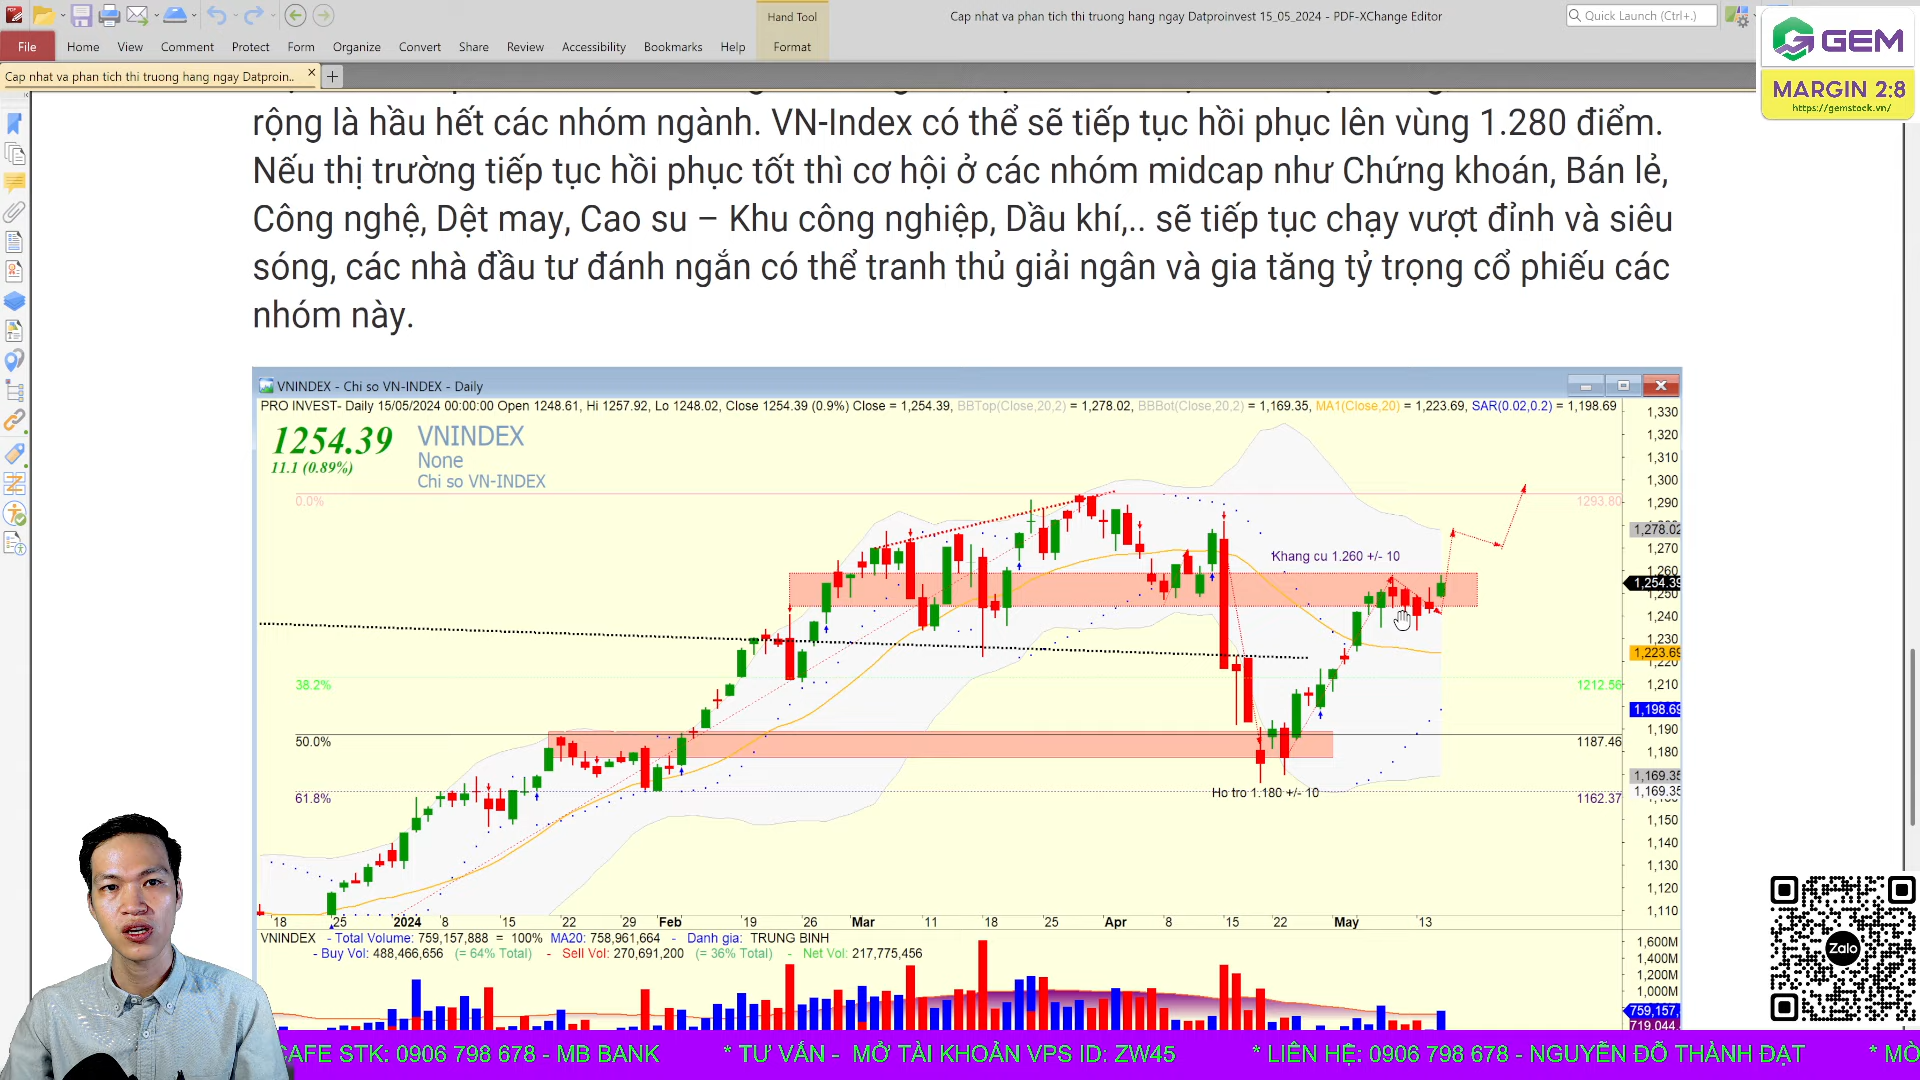 Hand Tool
Cap nhat va phan tich thi truong hang ngay Datproinvest 15_05_2024 - PDF-XChange Editor
Quick Launch (Ctrl+.)
File Home View Comment Protect Form Organize Convert Share Review Accessibility Bookmarks Help Format
Cap nhat va phan tich thi truong hang ngay Datproin..
GEM
MARGIN 2:8
https://gemstock.vn/
rộng là hầu hết các nhóm ngành. VN-Index có thể sẽ tiếp tục hồi phục lên vùng 1.280 điểm.
Nếu thị trường tiếp tục hồi phục tốt thì cơ hội ở các nhóm midcap như Chứng khoán, Bán lẻ,
Công nghệ, Dệt may, Cao su – Khu công nghiệp, Dầu khí,.. sẽ tiếp tục chạy vượt đỉnh và siêu
sóng, các nhà đầu tư đánh ngắn có thể tranh thủ giải ngân và gia tăng tỷ trọng cổ phiếu các
nhóm này.
VNINDEX - Chi so VN-INDEX - Daily
PRO INVEST- Daily 15/05/2024 00:00:00 Open 1248.61, Hi 1257.92, Lo 1248.02, Close 1254.39 (0.9%) Close = 1,254.39, BBTop(Close,20,2) = 1,278.02, BBBot(Close,20,2) = 1,169.35, MA1(Close,20) = 1,223.69, SAR(0.02,0.2) = 1,198.69
1254.39
11.1 (0.89%)
VNINDEX
None
Chi so VN-INDEX
1,330
1,320
1,310
1,300
0.0%
1293.80
1,290
1,278.02
1,270
Khang cu 1.260 +/- 10
1,260
1,254.39
1,250
1,240
1,230
1,223.69
1,220
38.2%
1212.56
1,210
1,198.69
1,190
50.0%
1187.46
1,180
1,169.35
1,169.35
61.8%
Ho tro 1.180 +/- 10
1162.37
1,150
1,140
1,130
1,120
1,110
18 25 2024 8 15 22 29 Feb 19 26 Mar 11 18 25 Apr 8 15 22 May 13
VNINDEX - Total Volume: 759,157,888 = 100% MA20: 758,961,664 - Danh gia: TRUNG BINH
- Buy Vol: 488,466,656 (= 64% Total) - Sell Vol: 270,691,200 (= 36% Total) - Net Vol: 217,775,456
1,600M
1,400M
1,200M
1,000M
759,157,
719,044
Zalo
CAFE STK: 0906 798 678 - MB BANK * TƯ VẤN - MỞ TÀI KHOẢN VPS ID: ZW45 * LIÊN HỆ: 0906 798 678 - NGUYỄN ĐỖ THÀNH ĐẠT * MÒ